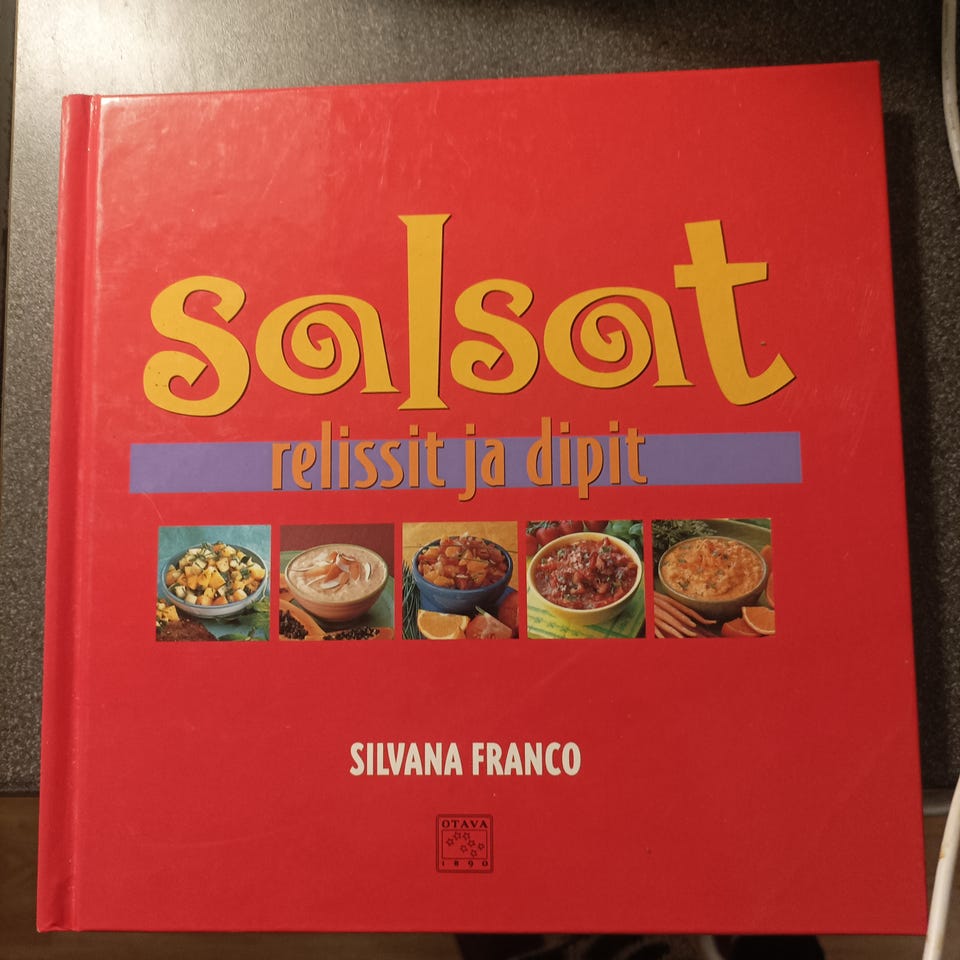 salsat
relissit ja dipit
SILVANA FRANCO
OTAVA
1890